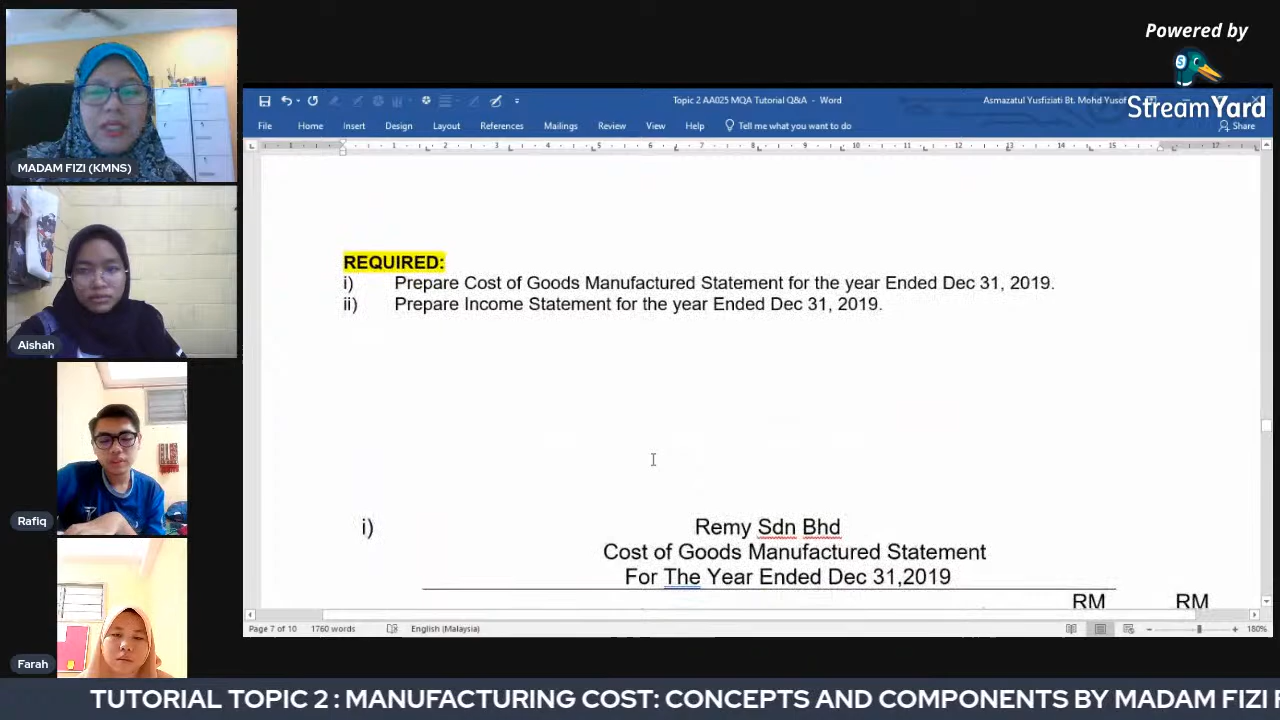 Powered by
StreamYard
MADAM FIZI (KMNS)
Aishah
Rafiq
Farah
Topic 2 AA025 MQA Tutorial Q&A - Word
Asmazatul Yusfiziati Bt. Mohd Yusof
File Home Insert Design Layout References Mailings Review View Help Tell me what you want to do Share
REQUIRED:
i) Prepare Cost of Goods Manufactured Statement for the year Ended Dec 31, 2019.
ii) Prepare Income Statement for the year Ended Dec 31, 2019.
i) Remy Sdn Bhd
Cost of Goods Manufactured Statement
For The Year Ended Dec 31,2019
RM RM
Page 7 of 10 1760 words English (Malaysia) 180%
TUTORIAL TOPIC 2 : MANUFACTURING COST: CONCEPTS AND COMPONENTS BY MADAM FIZI